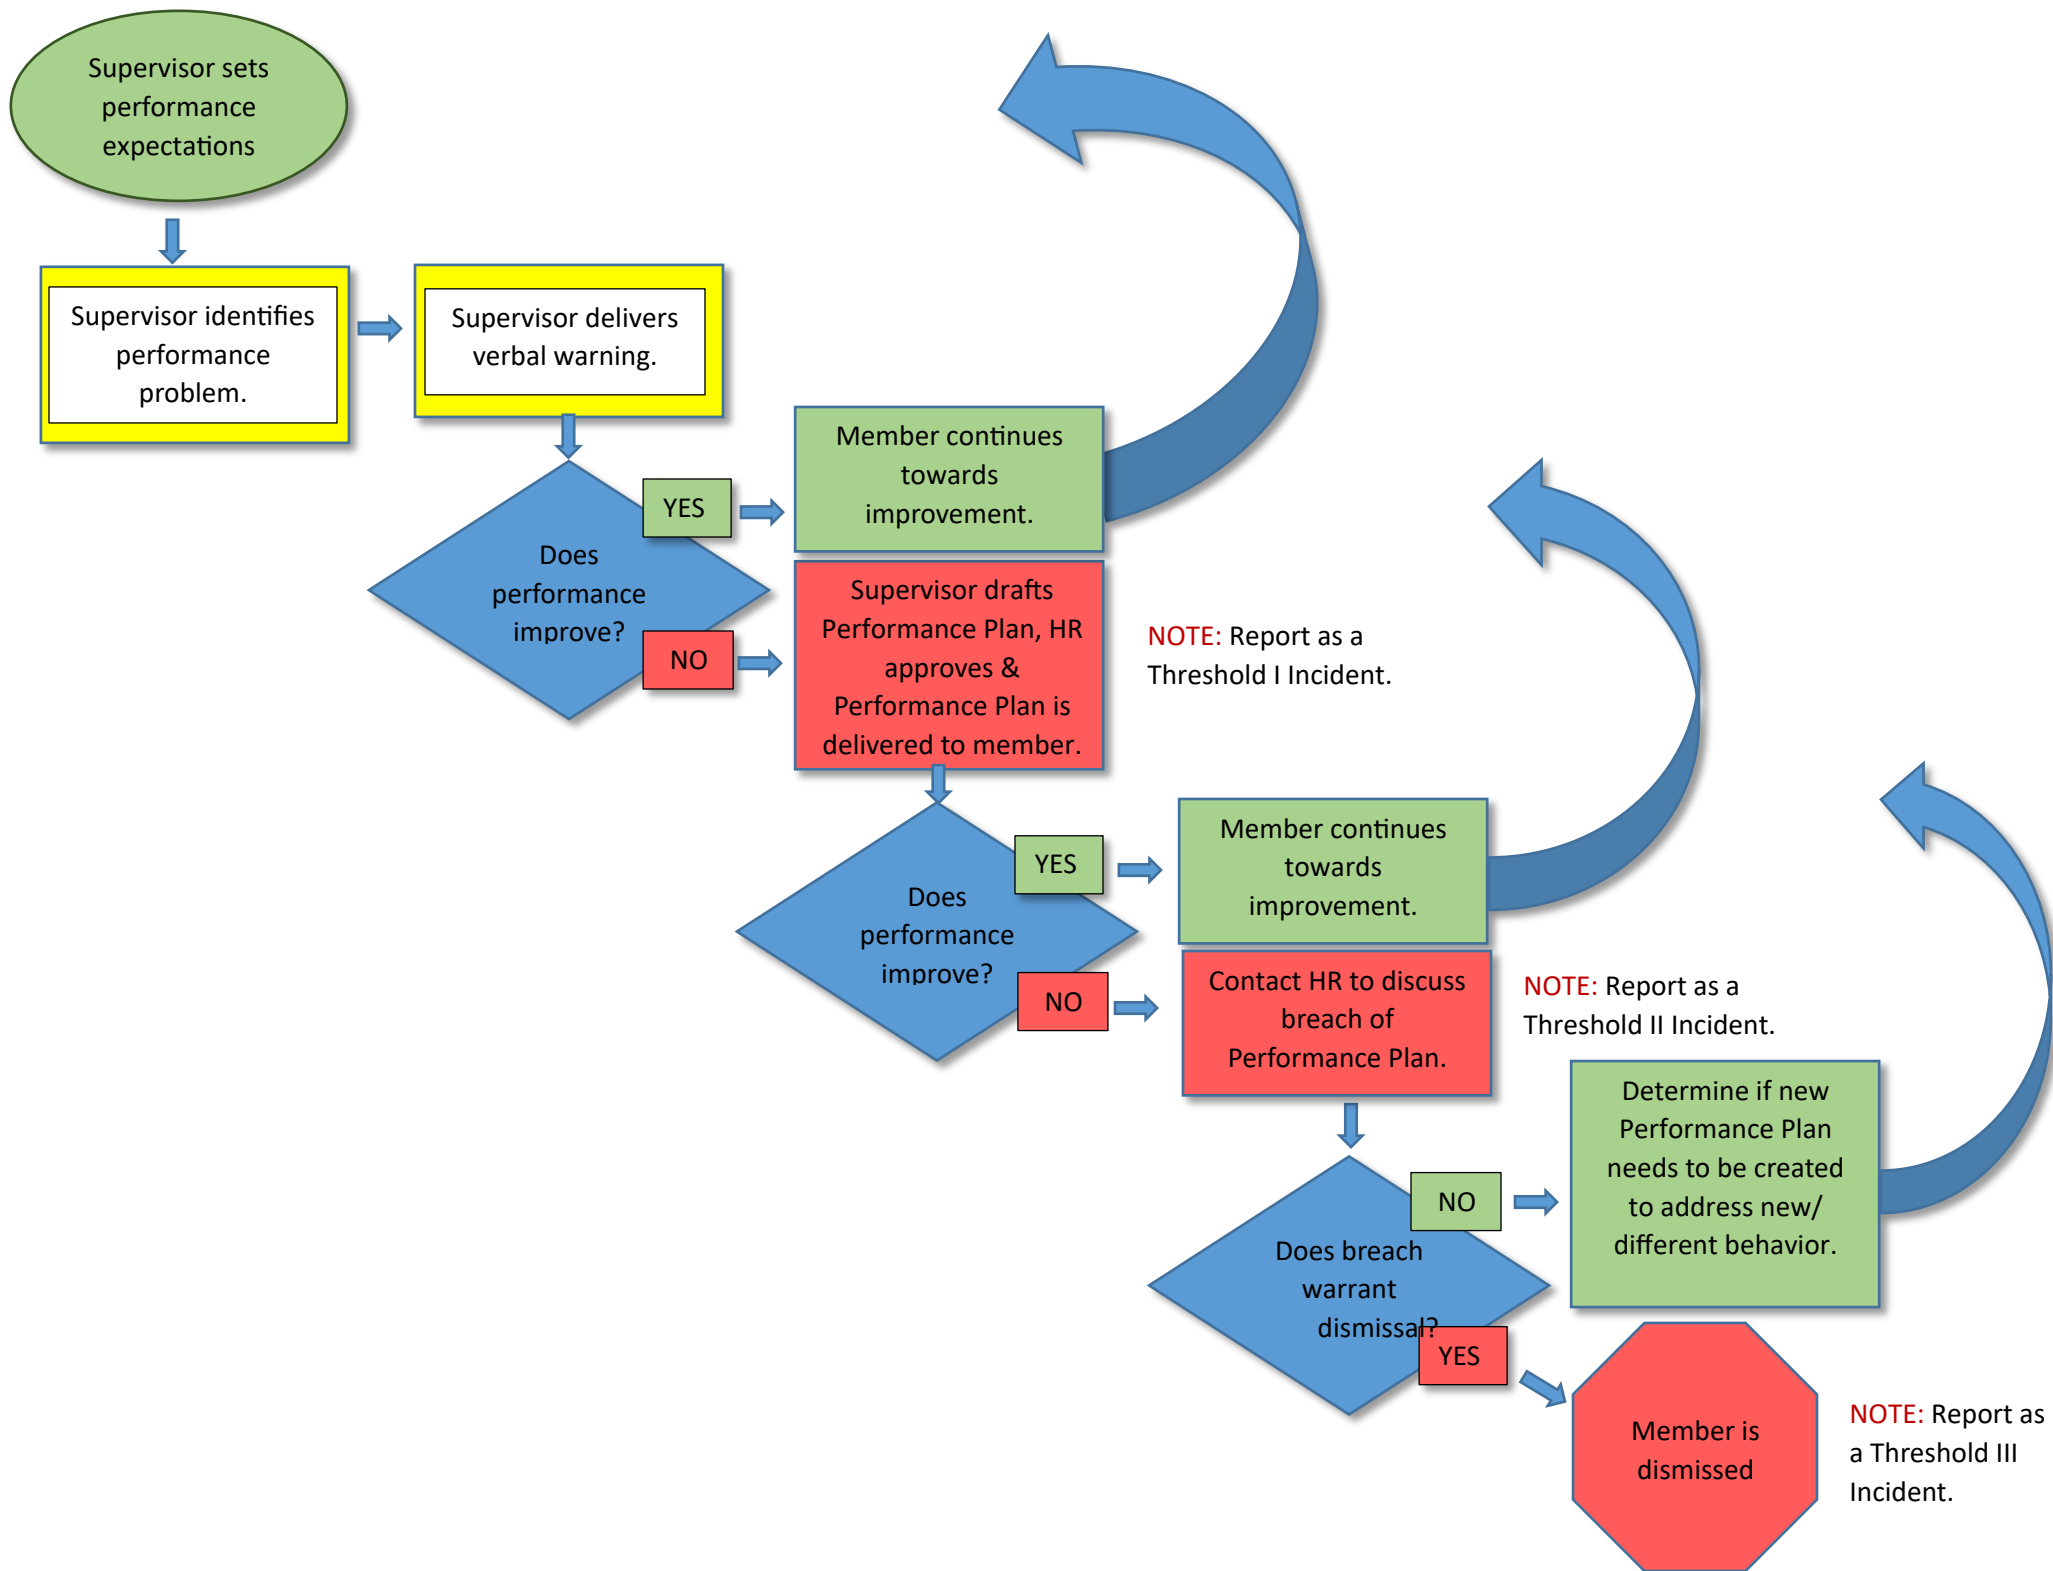 Supervisor sets
performance
expectations
Supervisor identifies
performance
problem.
Supervisor delivers
verbal warning.
Does
performance
improve?
YES
NO
Member continues
towards
improvement.
Supervisor drafts
Performance Plan, HR
approves &
Performance Plan is
delivered to member.
NOTE: Report as a
Threshold I Incident.
Does
performance
improve?
YES
NO
Member continues
towards
improvement.
Contact HR to discuss
breach of
Performance Plan.
NOTE: Report as a
Threshold II Incident.
Does breach
warrant
dismissal?
NO
YES
Determine if new
Performance Plan
needs to be created
to address new/
different behavior.
Member is
dismissed
NOTE: Report as
a Threshold III
Incident.